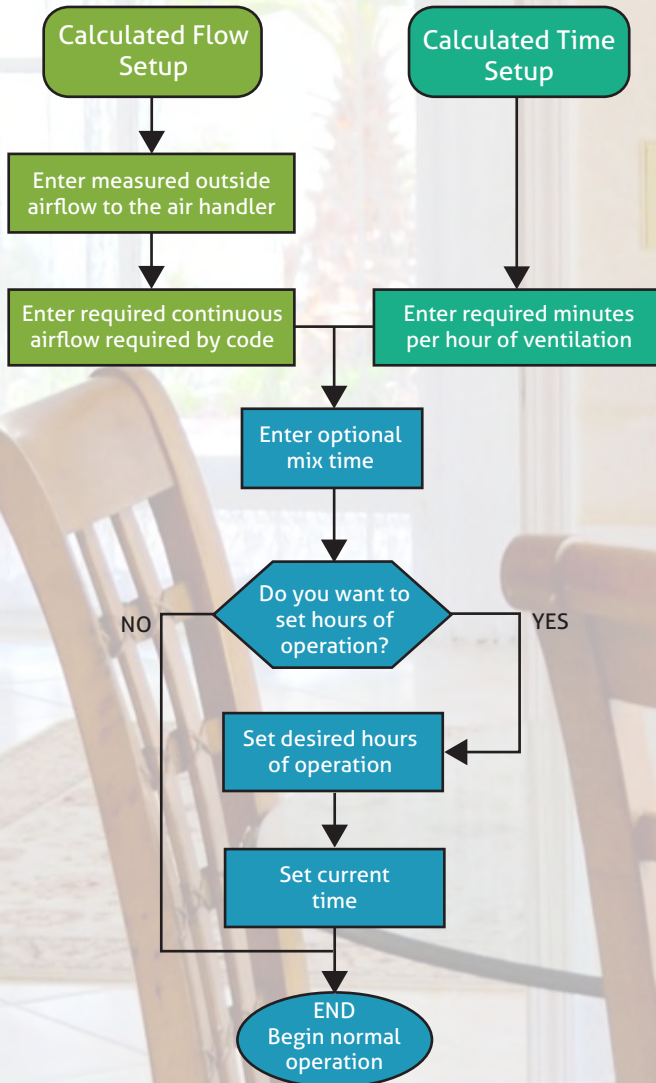 Calculated Flow
Setup
Calculated Time
Setup
Enter measured outside
airflow to the air handler
Enter required continuous
airflow required by code
Enter required minutes
per hour of ventilation
Enter optional
mix time
Do you want to
set hours of
operation?
NO
YES
Set desired hours
of operation
Set current
time
END
Begin normal
operation